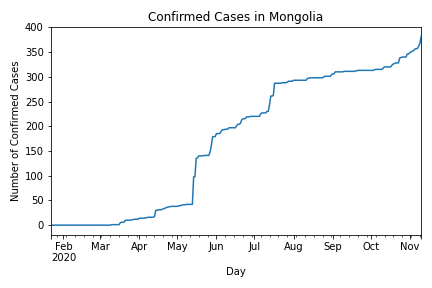 Confirmed Cases in Mongolia
Number of Confirmed Cases
400
350
300
250
200
150
100
50
0
Feb Mar Apr May Jun Jul Aug Sep Oct Nov
2020
Day